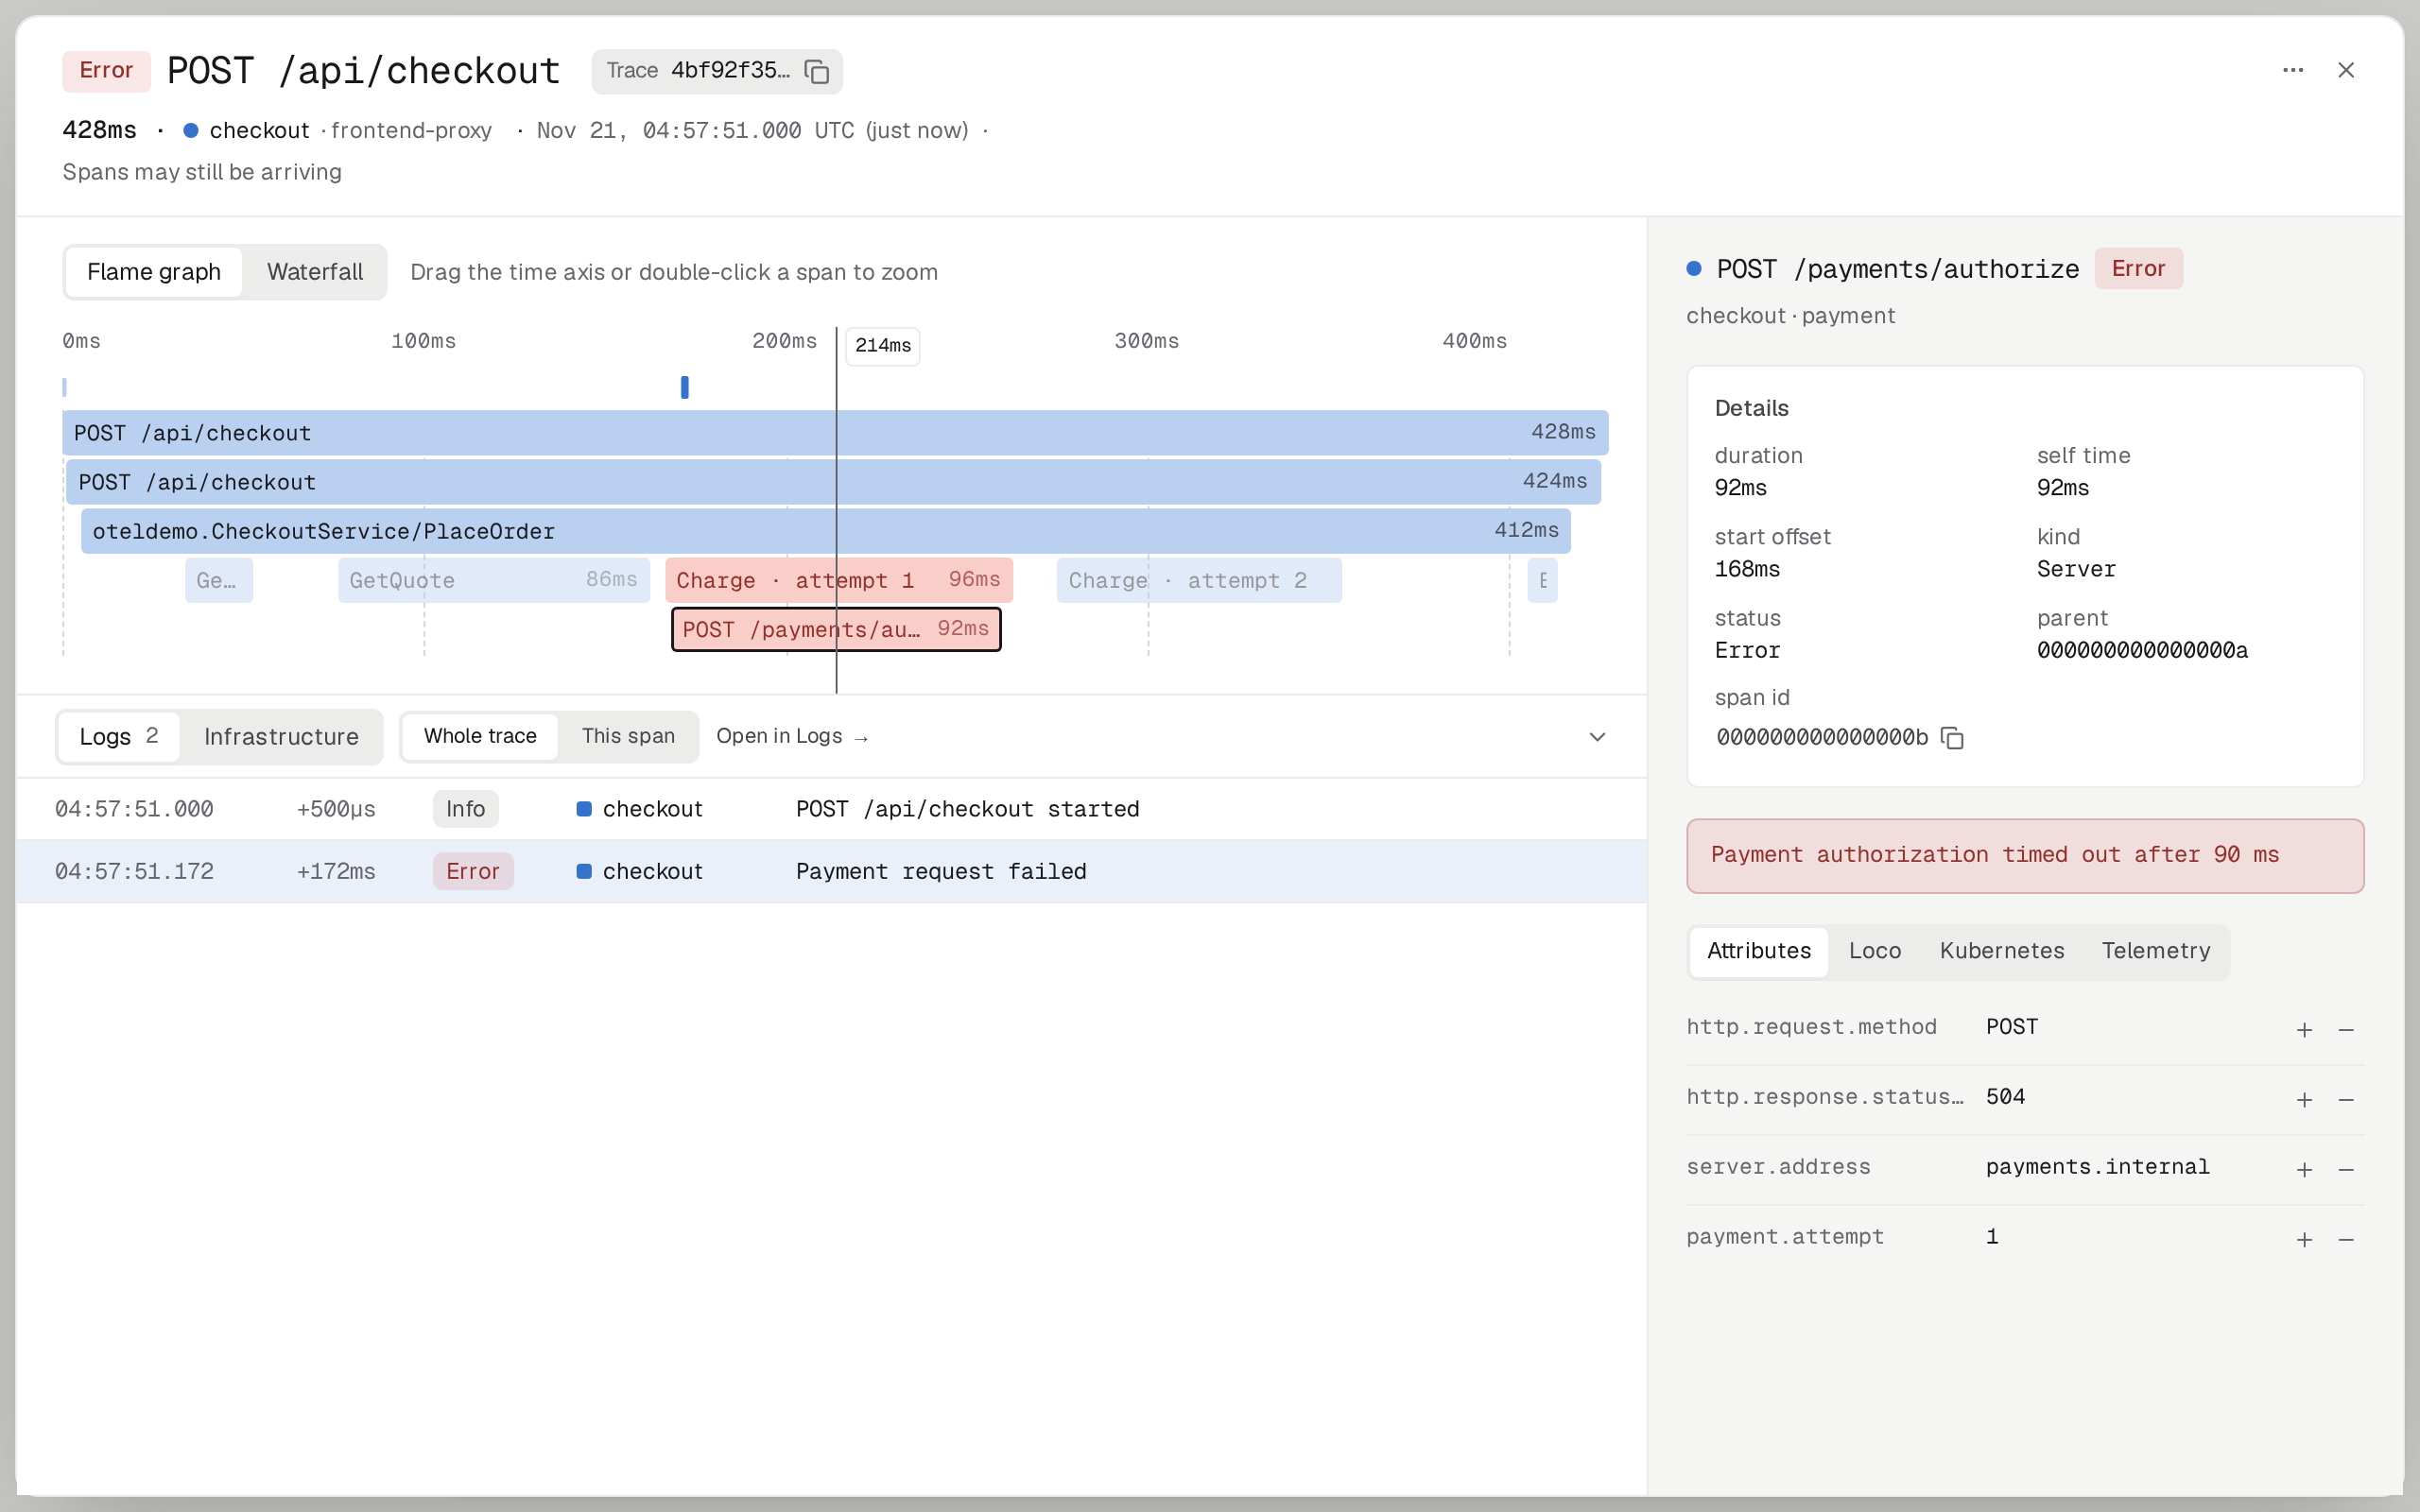 Error POST /api/checkout Trace 4bf92f35…
428ms · checkout · frontend-proxy · Nov 21, 04:57:51.000 UTC (just now) ·
Spans may still be arriving
Flame graph Waterfall Drag the time axis or double-click a span to zoom
0ms 100ms 200ms 214ms 300ms 400ms
POST /api/checkout 428ms
POST /api/checkout 424ms
oteldemo.CheckoutService/PlaceOrder 412ms
Ge… GetQuote 86ms Charge · attempt 1 96ms Charge · attempt 2 E
POST /payments/au… 92ms
Logs 2 Infrastructure Whole trace This span Open in Logs →
04:57:51.000 +500µs Info checkout POST /api/checkout started
04:57:51.172 +172ms Error checkout Payment request failed
POST /payments/authorize Error
checkout · payment
Details
duration self time
92ms 92ms
start offset kind
168ms Server
status parent
Error 000000000000000a
span id
000000000000000b
Payment authorization timed out after 90 ms
Attributes Loco Kubernetes Telemetry
http.request.method POST + −
http.response.status… 504 + −
server.address payments.internal + −
payment.attempt 1 + −